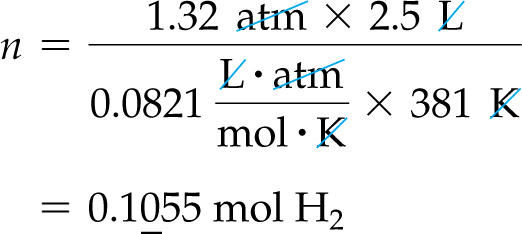 n = 1.32 atm × 2.5 L / 0.0821 L · atm / mol · K × 381 K
= 0.1055 mol H₂